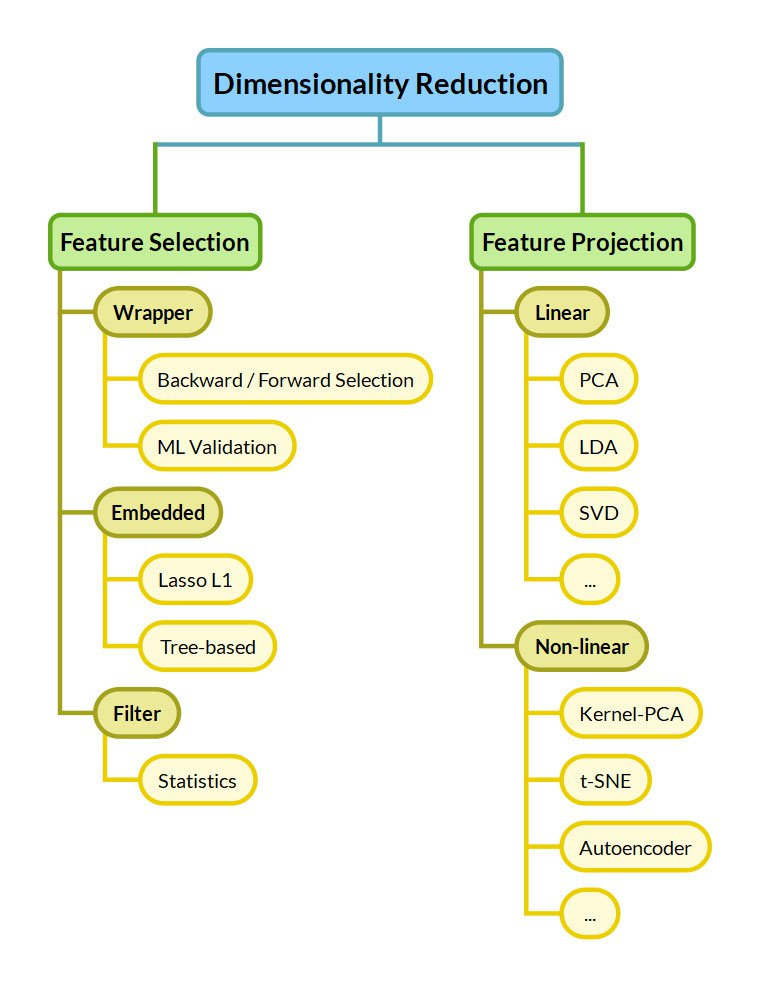 Dimensionality Reduction
Feature Selection
Wrapper
Backward / Forward Selection
ML Validation
Embedded
Lasso L1
Tree-based
Filter
Statistics
Feature Projection
Linear
PCA
LDA
SVD
...
Non-linear
Kernel-PCA
t-SNE
Autoencoder
...